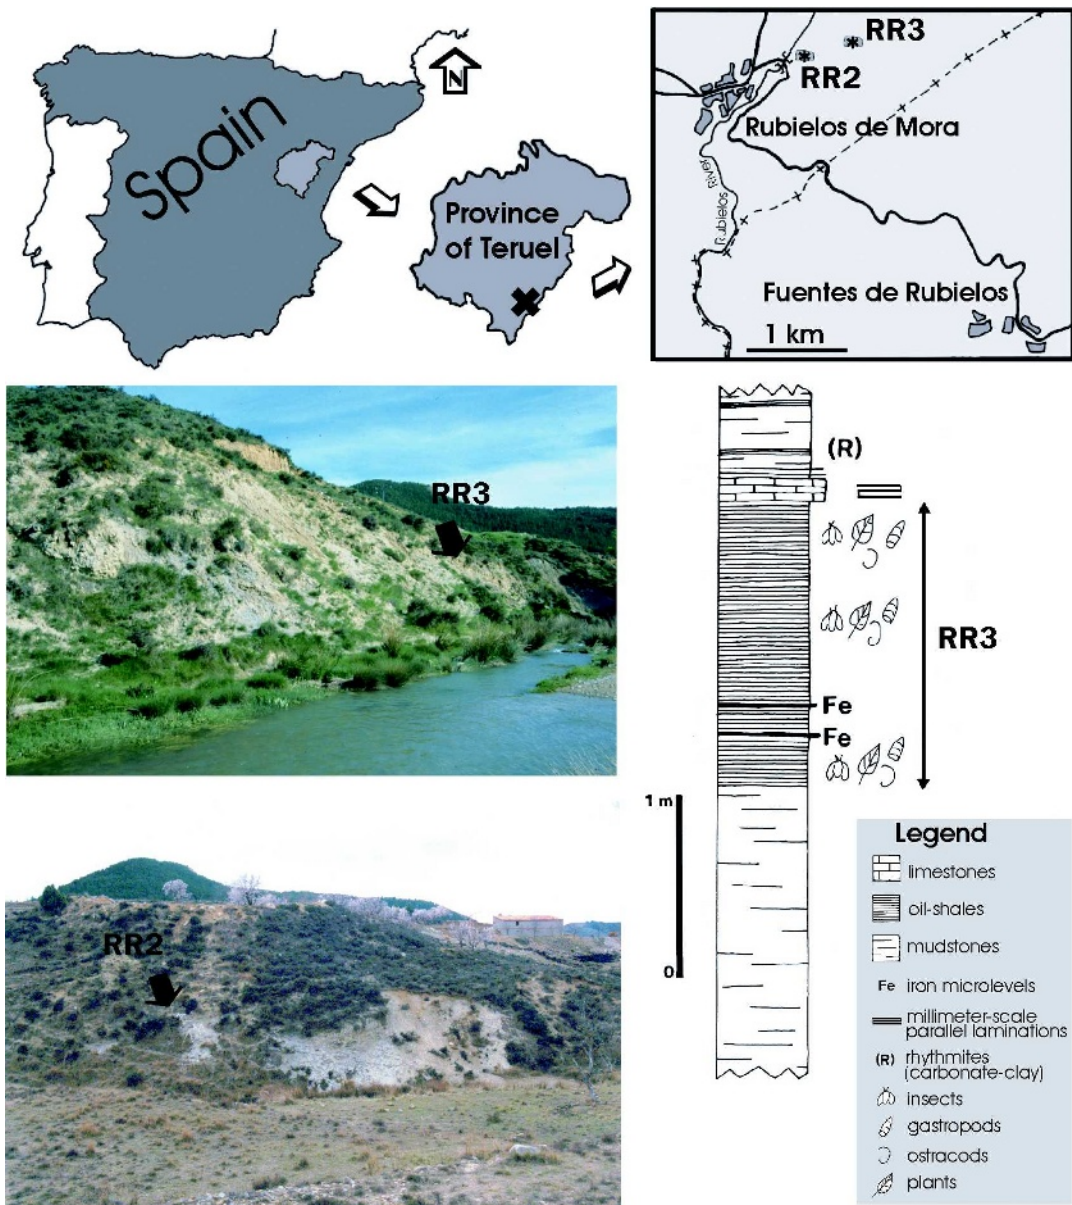 Spain
N
Province
of Teruel
RR3
RR2
Rubielos de Mora
Rubielos River
Fuentes de Rubielos
1 km
RR3
(R)
RR3
Fe
Fe
1 m
0
RR2
Legend
limestones
oil-shales
mudstones
Fe iron microlevels
millimeter-scale
parallel laminations
(R) rhythmites
(carbonate-clay)
insects
gastropods
ostracods
plants